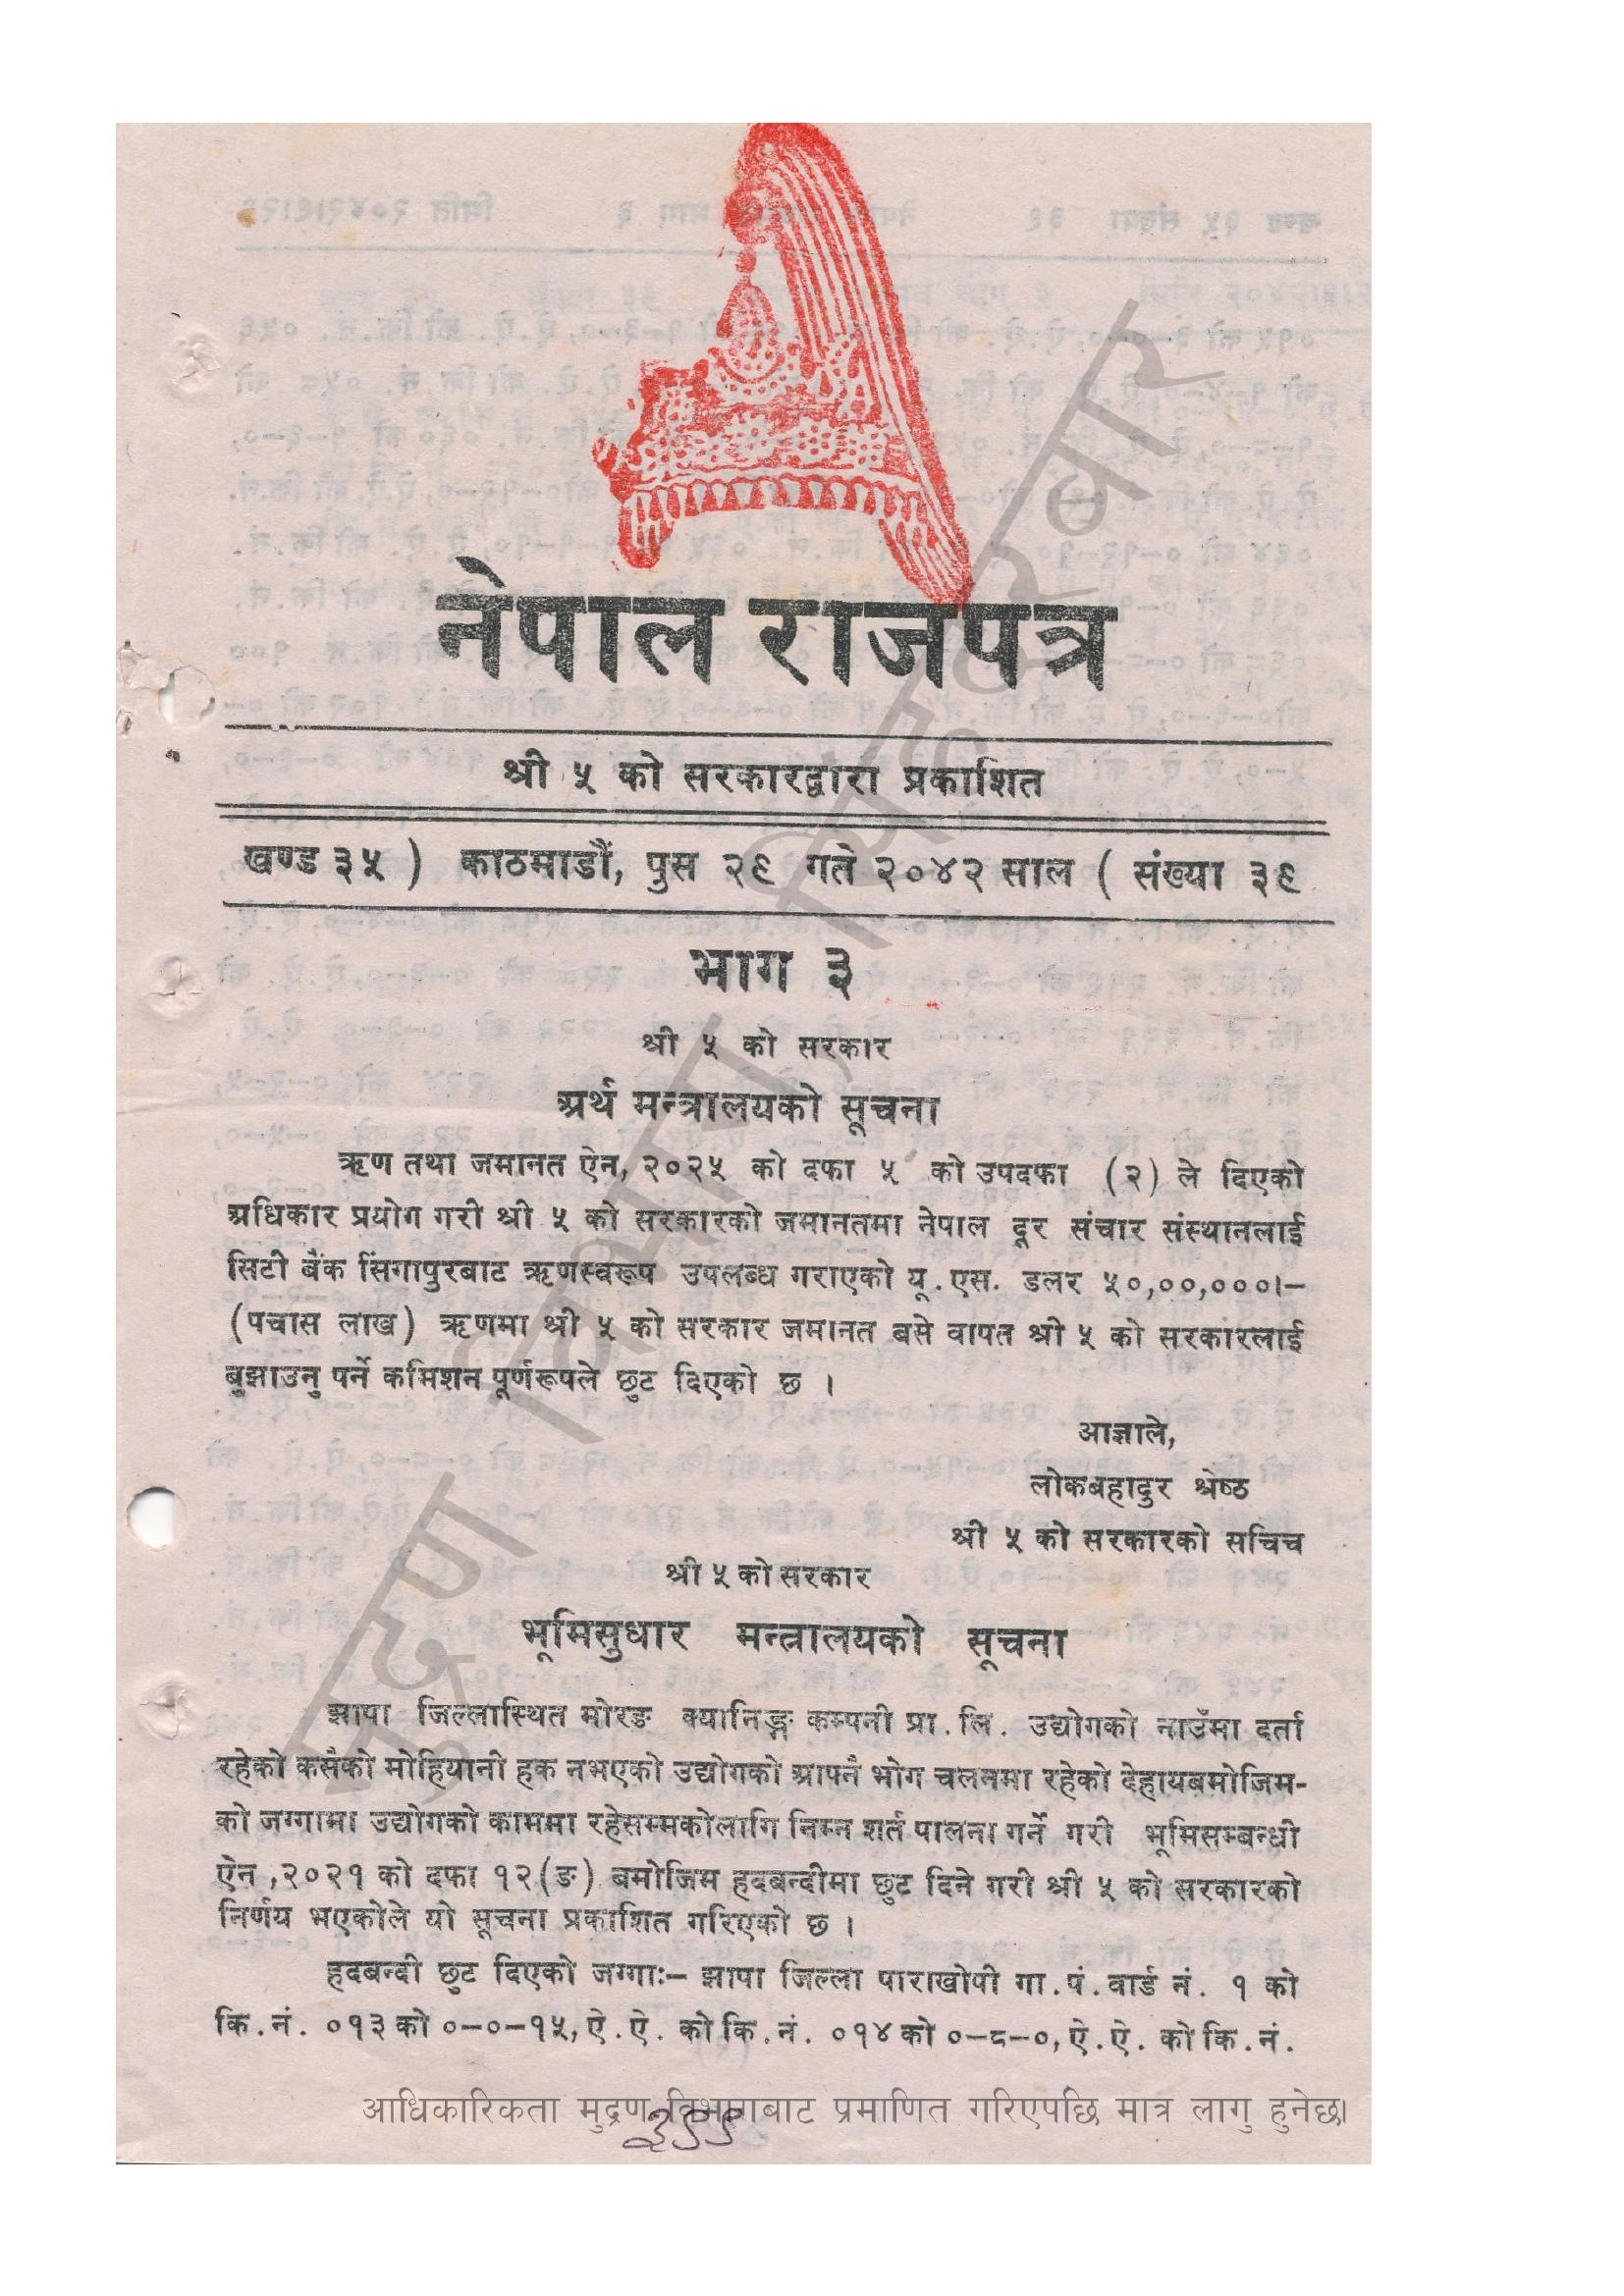 नेपाल राजपत्र
श्री ५ को सरकारद्वारा प्रकाशित
खण्ड ३५ ) काठमाडौं, पुस २९ गते २०४२ साल ( संख्या ३९
भाग ३
श्री ५ को सरकार
अर्थ मन्त्रालयको सूचना
ऋण तथा जमानत ऐन, २०२५ को दफा ५ को उपदफा (२) ले दिएको
अधिकार प्रयोग गरी श्री ५ को सरकारको जमानतमा नेपाल दूर संचार संस्थानलाई
सिटी बैंक सिंगापुरबाट ऋणस्वरूप उपलब्ध गराएको यू.एस. डलर ५०,००,०००।–
(पचास लाख) ऋणमा श्री ५ को सरकार जमानत बसे वापत श्री ५ को सरकारलाई
बुझाउनु पर्ने कमिशन पूर्णरूपले छुट दिएको छ ।
आज्ञाले,
लोकबहादुर श्रेष्ठ
श्री ५ को सरकारको सचिच
श्री ५ को सरकार
भूमिसुधार मन्त्रालयको सूचना
झापा जिल्लास्थित मोरङ क्यानिङ्ग कम्पनी प्रा.लि. उद्योगको नाउँमा दर्ता
रहेको कसैको मोहियानी हक नभएको उद्योगको आफ्नै भोग चलनमा रहेको देहायबमोजिम-
को जग्गामा उद्योगको काममा रहेसम्मकोलागि निम्न शर्त पालना गर्ने गरी भूमिसम्बन्धी
ऐन ,२०२१ को दफा १२(ङ) बमोजिम हदबन्दीमा छुट दिने गरी श्री ५ को सरकारको
निर्णय भएकोले यो सूचना प्रकाशित गरिएको छ ।
हदबन्दी छुट दिएको जग्गाः– झापा जिल्ला पाराखोपी गा.पं.वार्ड नं. १ को
कि.नं. ०१३ को ०–०–१५, ऐ.ऐ. को कि.नं. ०१४ को ०–८–०, ऐ.ऐ. को कि.नं.
आधिकारिकता मुद्रण विभागबाट प्रमाणित गरिएपछि मात्र लागु हुनेछ।
३९९
मुद्रण विभाग, सिंहदरबार